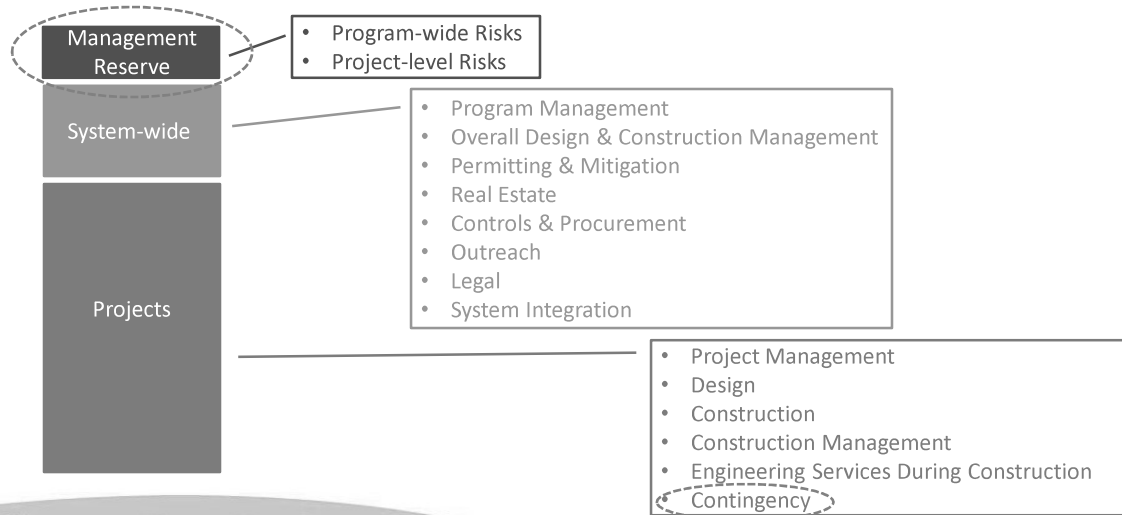 Management
Reserve
• Program-wide Risks
• Project-level Risks
System-wide
• Program Management
• Overall Design & Construction Management
• Permitting & Mitigation
• Real Estate
• Controls & Procurement
• Outreach
• Legal
• System Integration
Projects
• Project Management
• Design
• Construction
• Construction Management
• Engineering Services During Construction
• Contingency